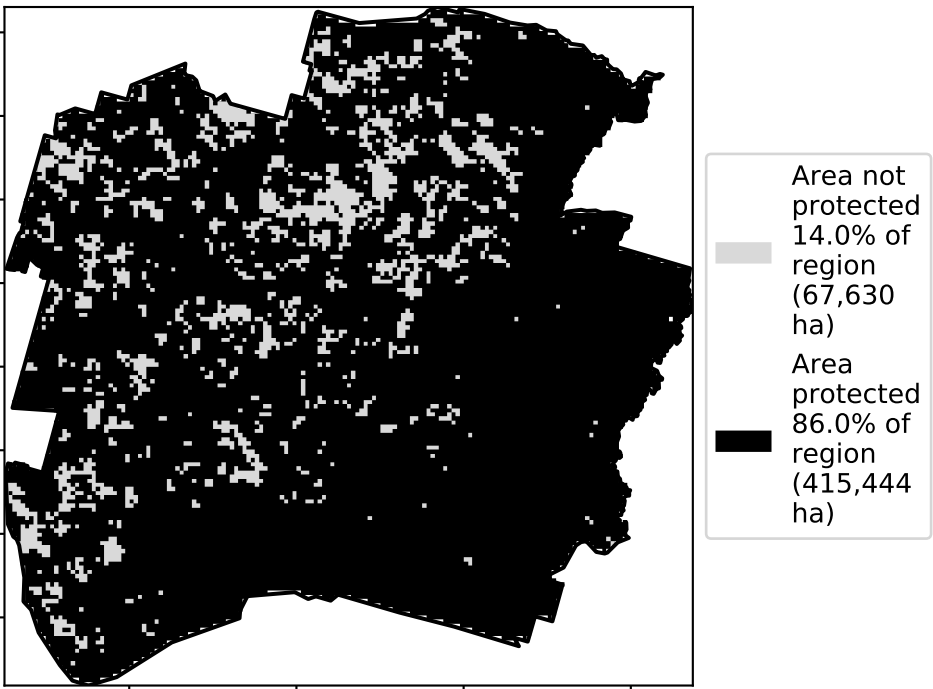 Area not
protected
14.0% of
region
(67,630
ha)
Area
protected
86.0% of
region
(415,444
ha)